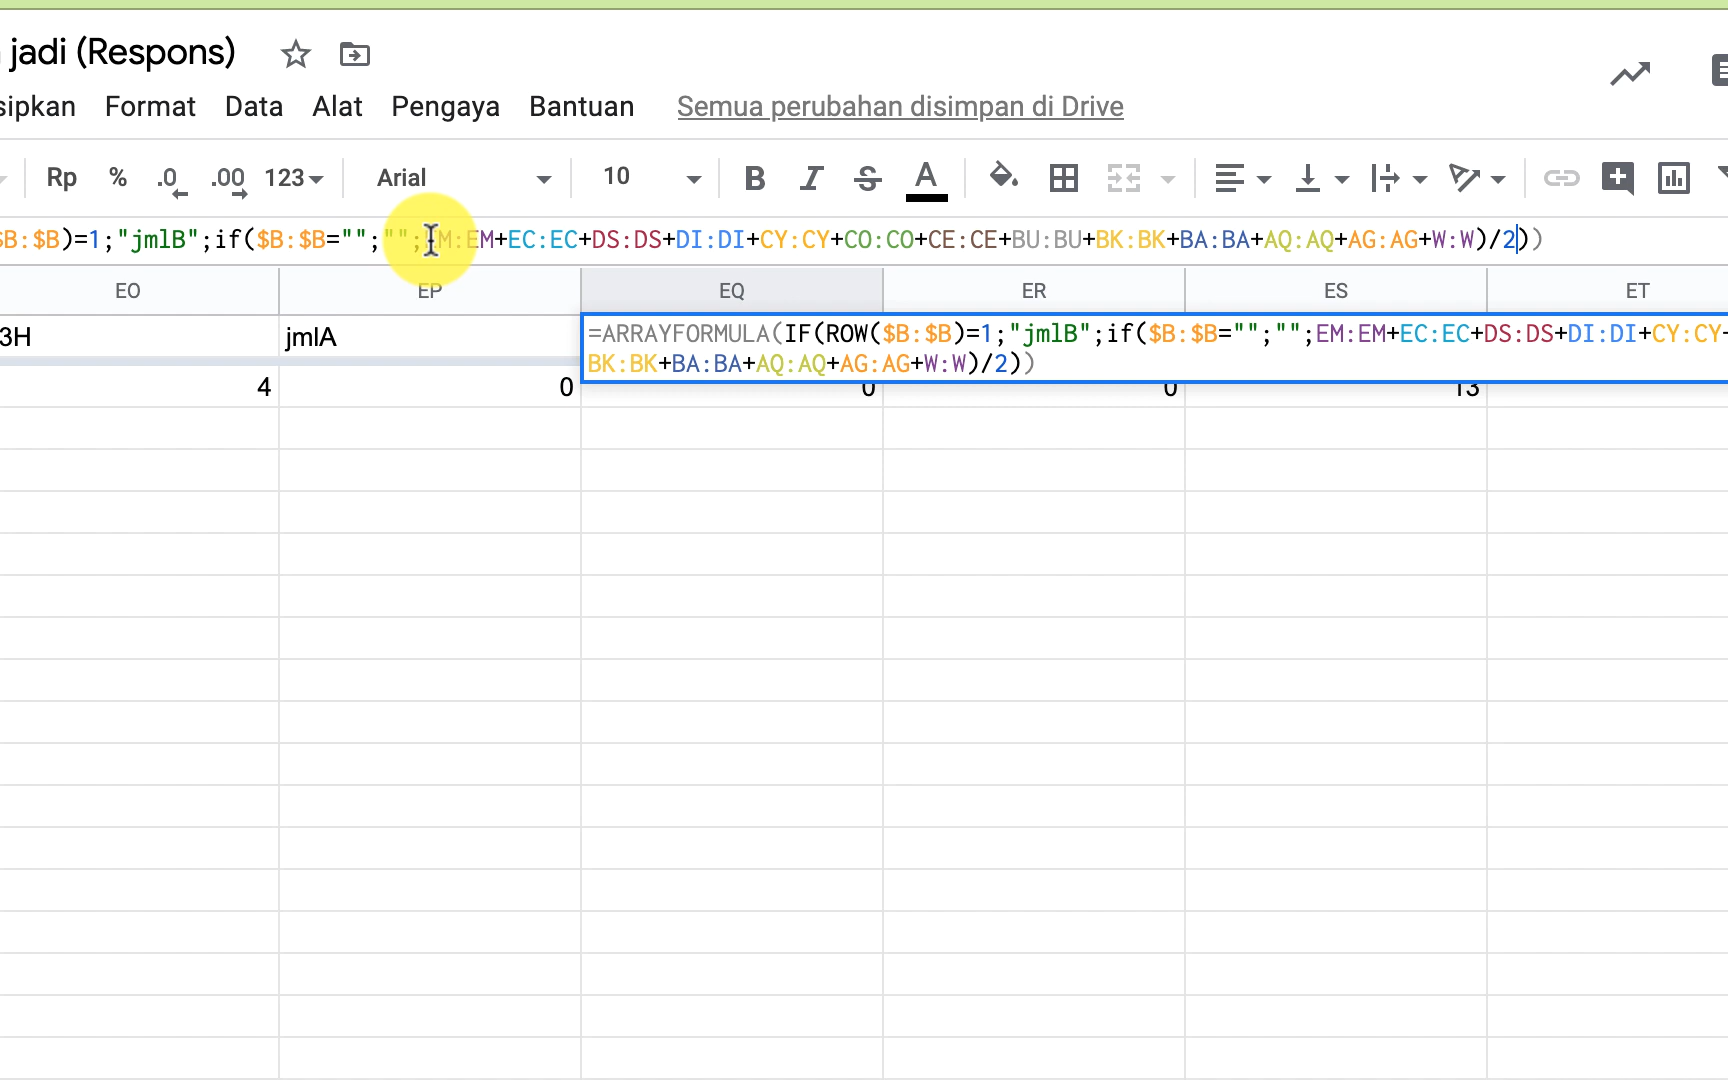 jadi (Respons)
sipkan Format Data Alat Pengaya Bantuan Semua perubahan disimpan di Drive
Rp % .0 .00 123 Arial 10 B I S A
$B:$B)=1;"jmlB";if($B:$B="";"";EM:EM+EC:EC+DS:DS+DI:DI+CY:CY+CO:CO+CE:CE+BU:BU+BK:BK+BA:BA+AQ:AQ+AG:AG+W:W)/2))
EO EP EQ ER ES ET
3H jmlA
=ARRAYFORMULA(IF(ROW($B:$B)=1;"jmlB";if($B:$B="";"";EM:EM+EC:EC+DS:DS+DI:DI+CY:CY+
BK:BK+BA:BA+AQ:AQ+AG:AG+W:W)/2))
4 0 0 0 13